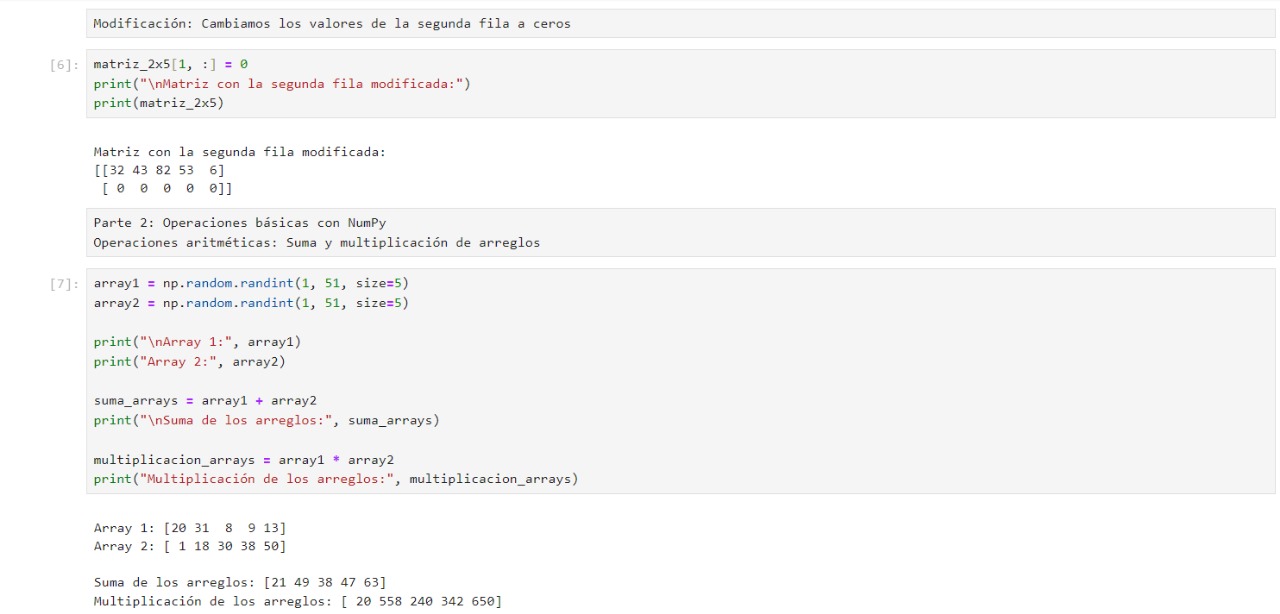 Modificación: Cambiamos los valores de la segunda fila a ceros
[6]: matriz_2x5[1, :] = 0
print("\nMatriz con la segunda fila modificada:")
print(matriz_2x5)
Matriz con la segunda fila modificada:
[[32 43 82 53  6]
 [ 0  0  0  0  0]]
Parte 2: Operaciones básicas con NumPy
Operaciones aritméticas: Suma y multiplicación de arreglos
[7]: array1 = np.random.randint(1, 51, size=5)
array2 = np.random.randint(1, 51, size=5)
print("\nArray 1:", array1)
print("Array 2:", array2)
suma_arrays = array1 + array2
print("\nSuma de los arreglos:", suma_arrays)
multiplicacion_arrays = array1 * array2
print("Multiplicación de los arreglos:", multiplicacion_arrays)
Array 1: [20 31  8  9 13]
Array 2: [ 1 18 30 38 50]
Suma de los arreglos: [21 49 38 47 63]
Multiplicación de los arreglos: [ 20 558 240 342 650]